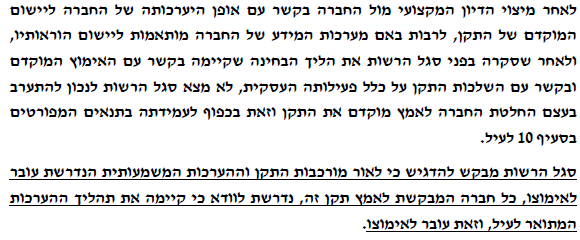 לאחר מיצוי הדיון המקצועי מול החברה בקשר עם אופן היערכותה של החברה ליישום
המוקדם של התקן, לרבות באם מערכות המידע של החברה מותאמות ליישום הוראותיו,
ולאחר שסקרה בפני סגל הרשות את הליך הבחינה שקיימה בקשר עם האימוץ המוקדם
ובקשר עם השלכות התקן על כלל פעילותה העסקית, לא מצא סגל הרשות לנכון להתערב
בעצם החלטת החברה לאמץ מוקדם את התקן וזאת בכפוף לעמידתה בתנאים המפורטים
בסעיף 10 לעיל.
סגל הרשות מבקש להדגיש כי לאור מורכבות התקן וההערכות המשמעותית הנדרשת עובר
לאימוצו, כל חברה המבקשת לאמץ תקן זה, נדרשת לוודא כי קיימה את תהליך ההערכות
המתואר לעיל, וזאת עובר לאימוצו.